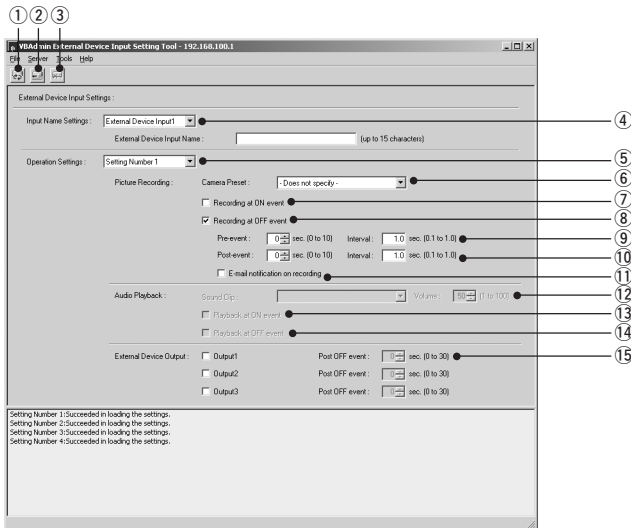 ① ② ③
VBAdmin External Device Input Setting Tool - 192.168.100.1
File Server Tools Help
External Device Input Settings :
Input Name Settings : External Device Input1 ④
External Device Input Name : (up to 15 characters)
Operation Settings : Setting Number 1 ⑤
Picture Recording : Camera Preset : - Does not specify - ⑥
Recording at ON event ⑦
Recording at OFF event ⑧
Pre-event : 0 sec. (0 to 10) Interval : 1.0 sec. (0.1 to 1.0) ⑨
Post-event : 0 sec. (0 to 10) Interval : 1.0 sec. (0.1 to 1.0) ⑩
E-mail notification on recording ⑪
Audio Playback : Sound Clip : Volume : 50 (1 to 100) ⑫
Playback at ON event ⑬
Playback at OFF event ⑭
External Device Output : Output1 Post OFF event : 0 sec. (0 to 30) ⑮
Output2 Post OFF event : 0 sec. (0 to 30)
Output3 Post OFF event : 0 sec. (0 to 30)
Setting Number 1:Succeeded in loading the settings.
Setting Number 2:Succeeded in loading the settings.
Setting Number 3:Succeeded in loading the settings.
Setting Number 4:Succeeded in loading the settings.